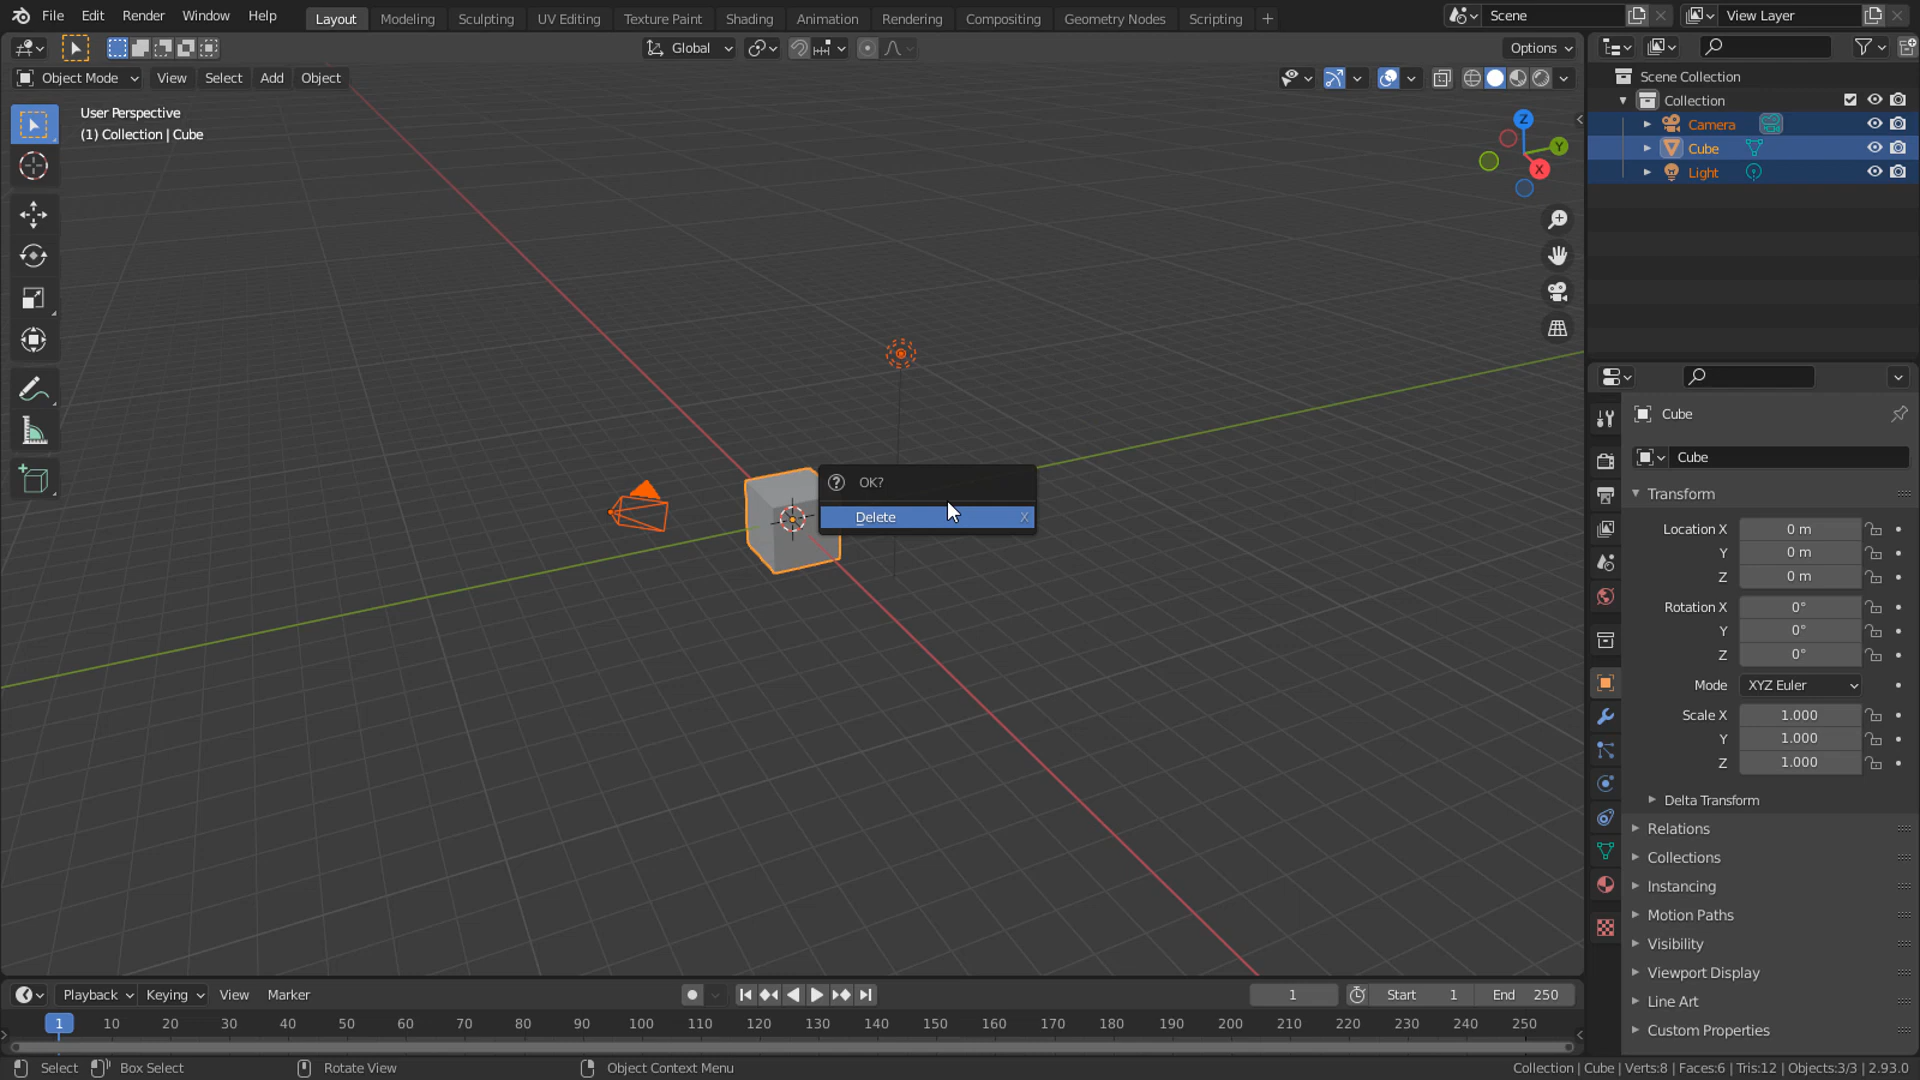 File Edit Render Window Help Layout Modeling Sculpting UV Editing Texture Paint Shading Animation Rendering Compositing Geometry Nodes Scripting + Scene View Layer
Global Options
Object Mode View Select Add Object
User Perspective
(1) Collection | Cube
Z
Y
X
OK?
Delete X
Scene Collection
Collection
Camera
Cube
Light
Cube
Cube
Transform
Location X 0 m
Y 0 m
Z 0 m
Rotation X 0°
Y 0°
Z 0°
Mode XYZ Euler
Scale X 1.000
Y 1.000
Z 1.000
Delta Transform
Relations
Collections
Instancing
Motion Paths
Visibility
Viewport Display
Line Art
Custom Properties
Playback Keying View Marker 1 Start 1 End 250
1 10 20 30 40 50 60 70 80 90 100 110 120 130 140 150 160 170 180 190 200 210 220 230 240 250
Select Box Select Rotate View Object Context Menu Collection | Cube | Verts:8 | Faces:6 | Tris:12 | Objects:3/3 | 2.93.0